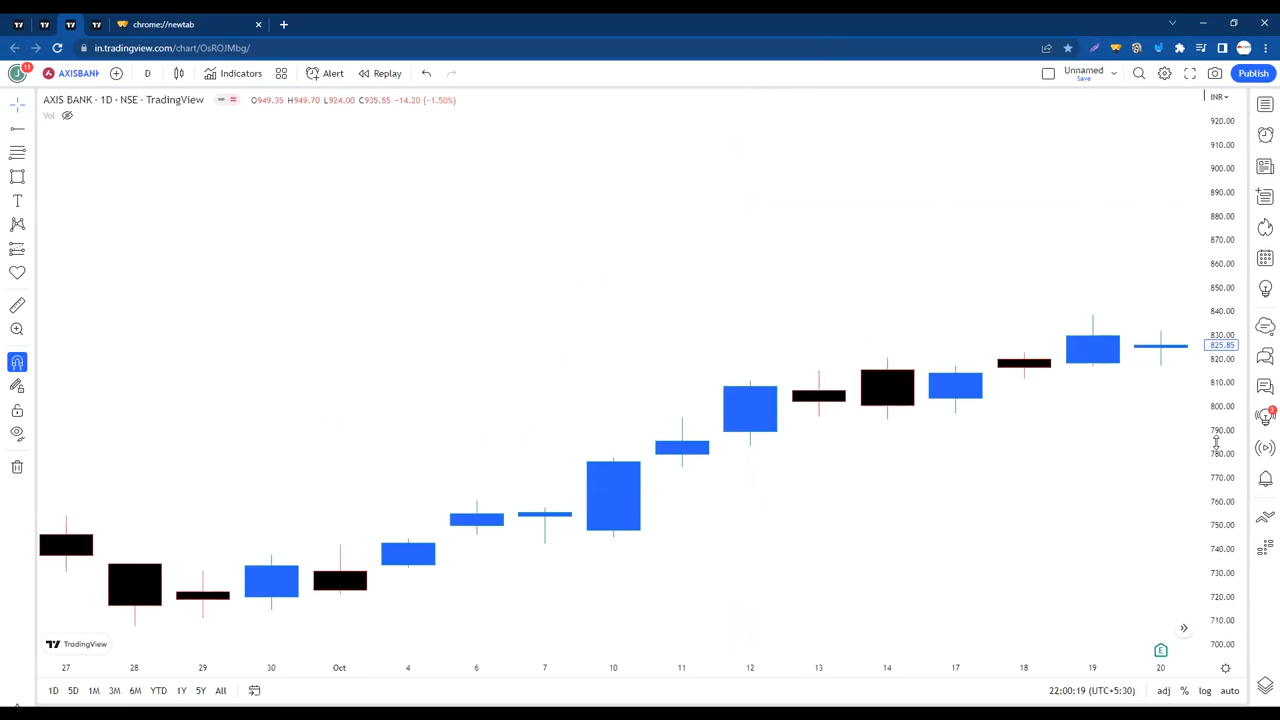 chrome://newtab
in.tradingview.com/chart/OsROJMbg/
11
AXISBANK D Indicators Alert Replay Unnamed Save Publish
AXIS BANK · 1D · NSE · TradingView O949.35 H949.70 L924.00 C935.55 −14.20 (−1.50%) INR
Vol
920.00
910.00
900.00
890.00
880.00
870.00
860.00
850.00
840.00
830.00
825.85
820.00
810.00
800.00
790.00
780.00
770.00
760.00
750.00
740.00
730.00
720.00
710.00
700.00
2
TradingView
E
27 28 29 30 Oct 4 6 7 10 11 12 13 14 17 18 19 20
1D 5D 1M 3M 6M YTD 1Y 5Y All 22:00:19 (UTC+5:30) adj % log auto